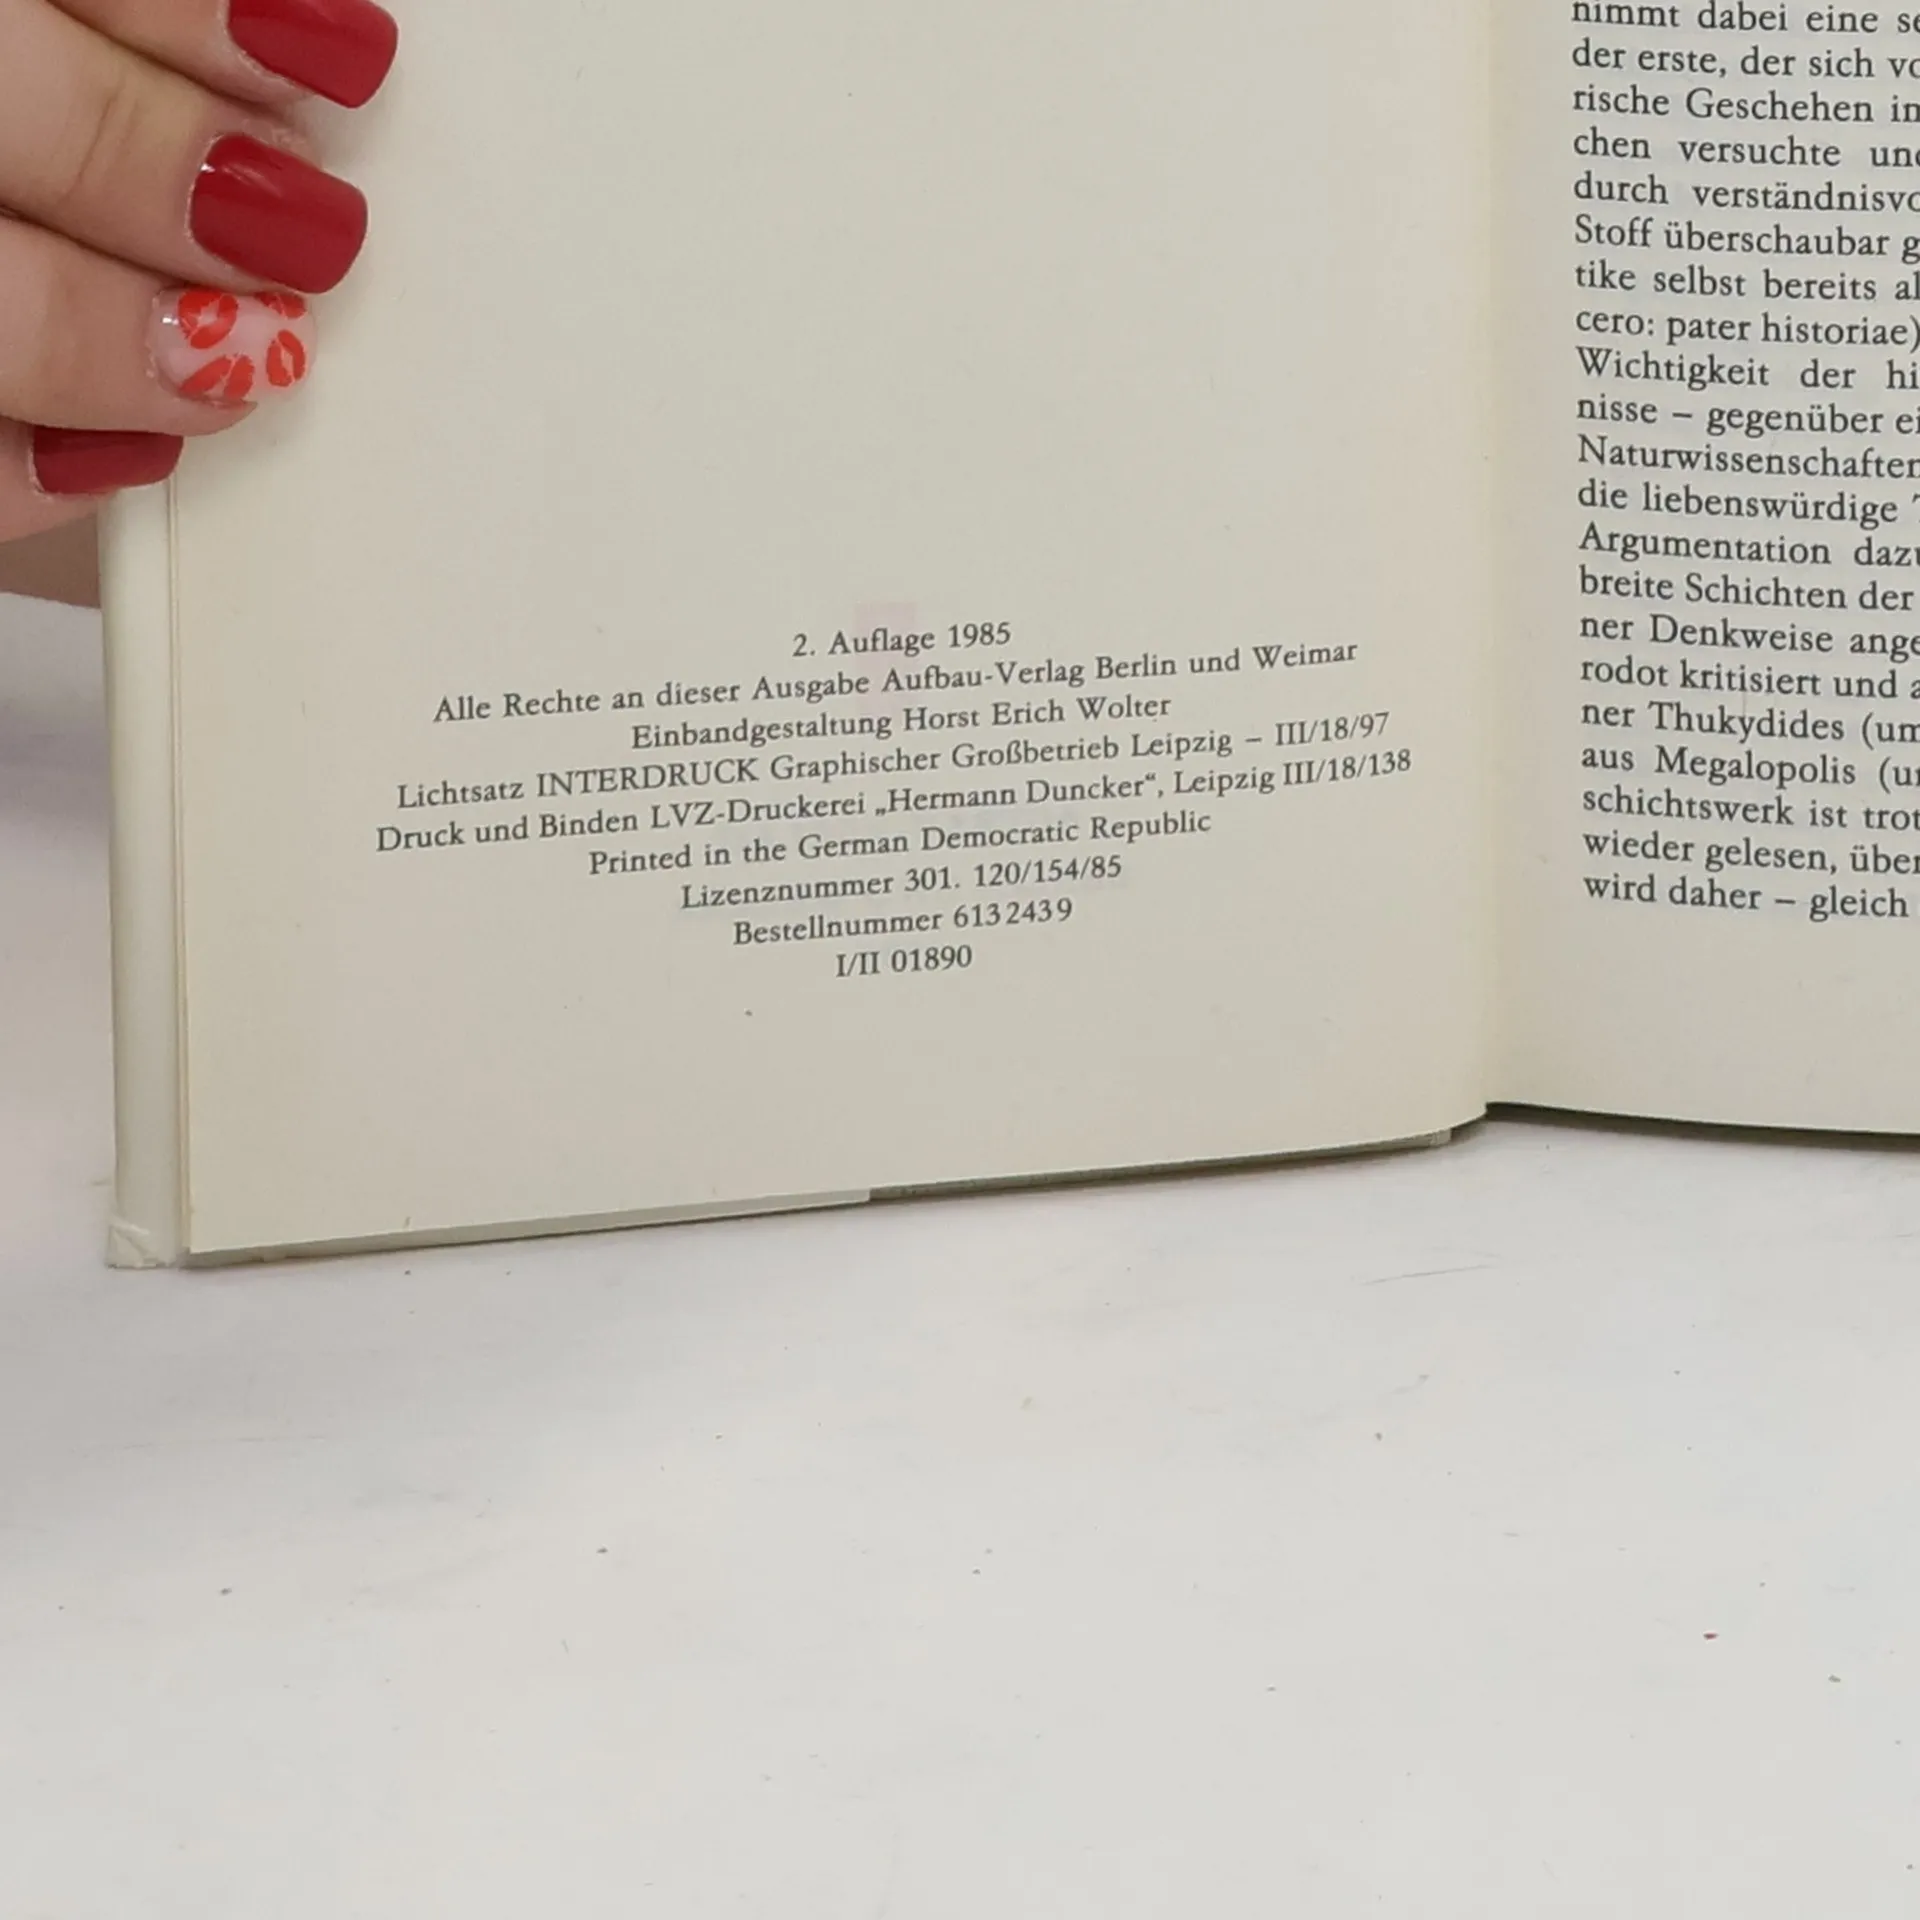 2. Auflage 1985
Alle Rechte an dieser Ausgabe Aufbau-Verlag Berlin und Weimar
Einbandgestaltung Horst Erich Wolter
Lichtsatz INTERDRUCK Graphischer Großbetrieb Leipzig – III/18/97
Druck und Binden LVZ-Druckerei „Hermann Duncker“, Leipzig III/18/138
Printed in the German Democratic Republic
Lizenznummer 301. 120/154/85
Bestellnummer 6132439
I/II 01890
nimmt dabei eine
der erste, der sich
rische Geschehen
chen versuchte
durch
Stoff überschaubar
tike selbst bereits
cero: pater historiae)
Wichtigkeit der
nisse – gegenüber
Naturwissenschaften
die liebenswürdige
Argumentation
breite Schichten der
ner Denkweise
rodot kritisiert und
ner Thukydides
aus Megalopolis
schichtswerk ist
wieder gelesen,
wird daher – gleich